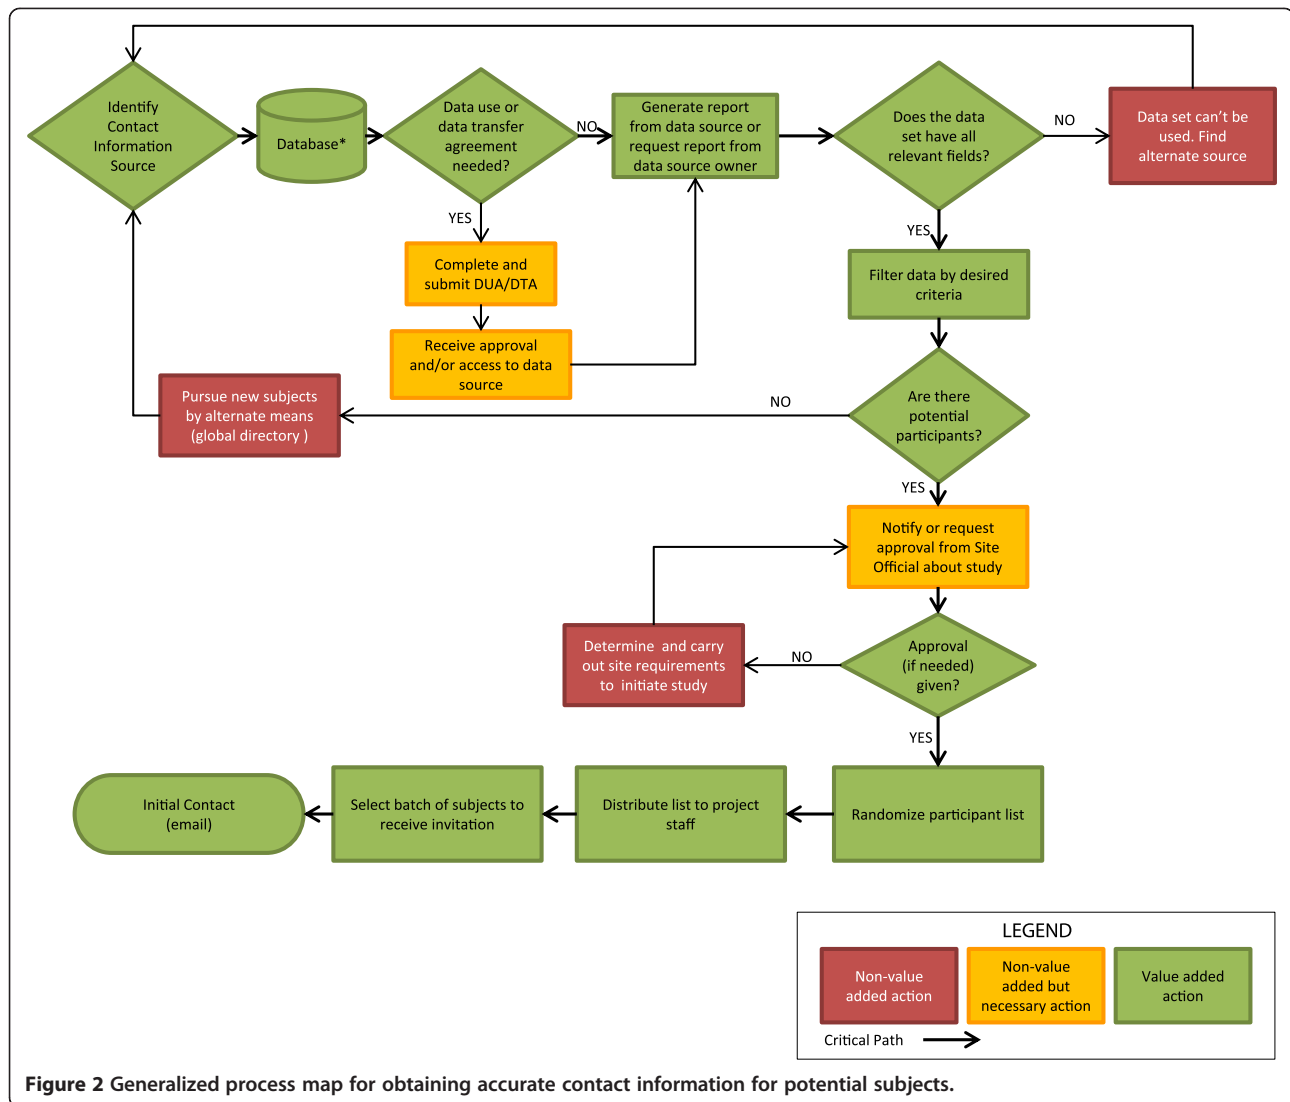 Identify
Contact
Information
Source
Database*
Data use or
data transfer
agreement
needed?
NO
Generate report
from data source or
request report from
data source owner
Does the data
set have all
relevant fields?
NO
Data set can't be
used. Find
alternate source
YES
YES
Complete and
submit DUA/DTA
Filter data by desired
criteria
Receive approval
and/or access to data
source
Pursue new subjects
by alternate means
(global directory )
NO
Are there
potential
participants?
YES
Notify or request
approval from Site
Official about study
Determine and carry
out site requirements
to initiate study
NO
Approval
(if needed)
given?
YES
Initial Contact
(email)
Select batch of subjects to
receive invitation
Distribute list to project
staff
Randomize participant list
LEGEND
Non-value
added action
Non-value
added but
necessary action
Value added
action
Critical Path
Figure 2 Generalized process map for obtaining accurate contact information for potential subjects.